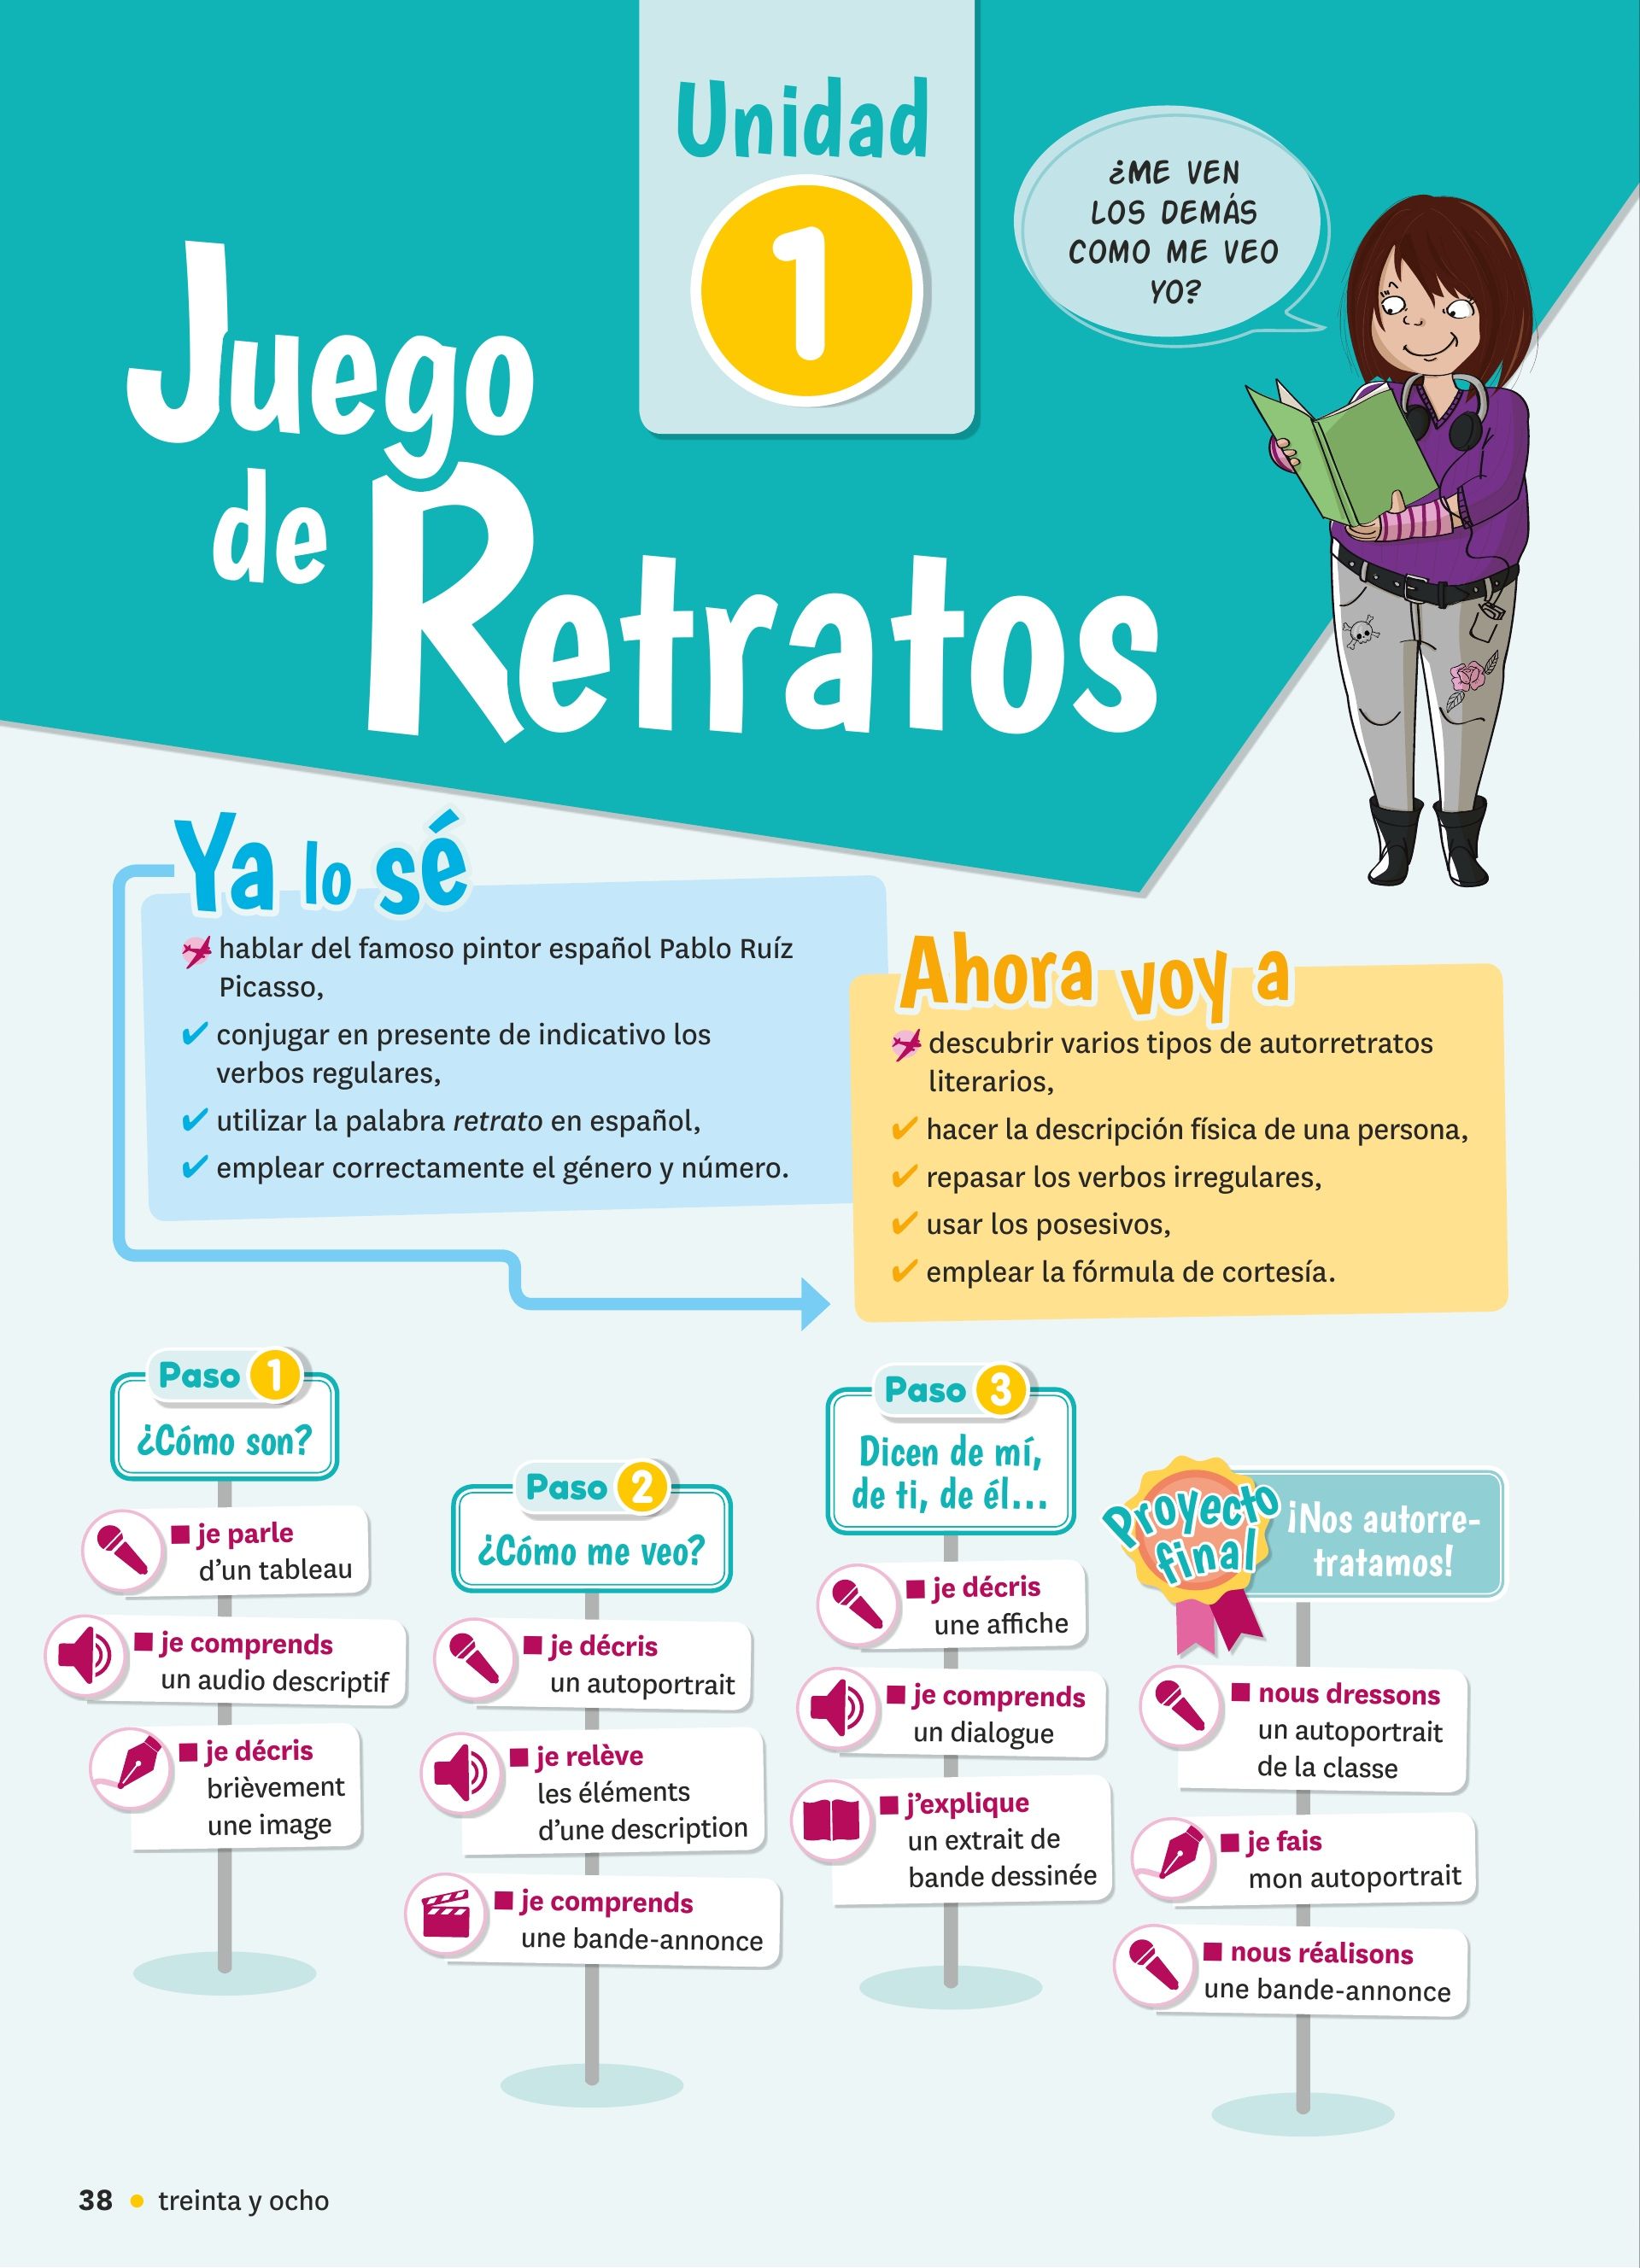 Unidad
1
¿ME VEN
LOS DEMÁS
COMO ME VEO
YO?
Juego
de Retratos
Ya lo sé
hablar del famoso pintor español Pablo Ruíz
Picasso,
conjugar en presente de indicativo los
verbos regulares,
utilizar la palabra retrato en español,
emplear correctamente el género y número.
Ahora voy a
descubrir varios tipos de autorretratos
literarios,
hacer la descripción física de una persona,
repasar los verbos irregulares,
usar los posesivos,
emplear la fórmula de cortesía.
Paso 1
¿Cómo son?
je parle
d'un tableau
je comprends
un audio descriptif
je décris
brièvement
une image
Paso 2
¿Cómo me veo?
je décris
un autoportrait
je relève
les éléments
d'une description
je comprends
une bande-annonce
Paso 3
Dicen de mí,
de ti, de él...
je décris
une affiche
je comprends
un dialogue
j'explique
un extrait de
bande dessinée
Proyecto
final
¡Nos autorre-
tratamos!
nous dressons
un autoportrait
de la classe
je fais
mon autoportrait
nous réalisons
une bande-annonce
38 • treinta y ocho